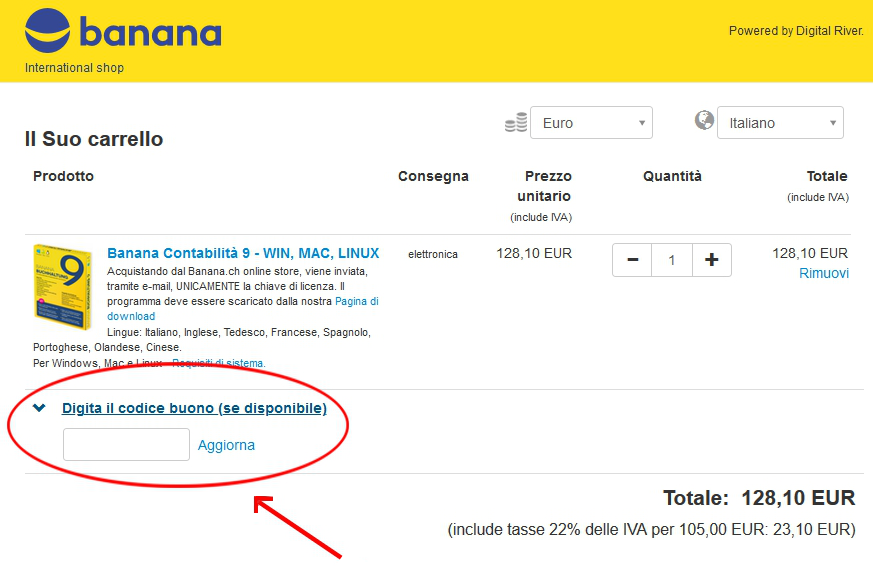 banana
International shop
Powered by Digital River.
Il Suo carrello
Euro
Italiano
Prodotto
Consegna
Prezzo
unitario
(include IVA)
Quantità
Totale
(include IVA)
Banana Contabilità 9 - WIN, MAC, LINUX
Acquistando dal Banana.ch online store, viene inviata,
tramite e-mail, UNICAMENTE la chiave di licenza. Il
programma deve essere scaricato dalla nostra Pagina di
download
Lingue: Italiano, Inglese, Tedesco, Francese, Spagnolo,
Portoghese, Olandese, Cinese.
Per Windows, Mac e Linux - Requisiti di sistema.
elettronica
128,10 EUR
− 1 +
128,10 EUR
Rimuovi
BUCHHALTUNG
9
Digita il codice buono (se disponibile)
Aggiorna
Totale: 128,10 EUR
(include tasse 22% delle IVA per 105,00 EUR: 23,10 EUR)